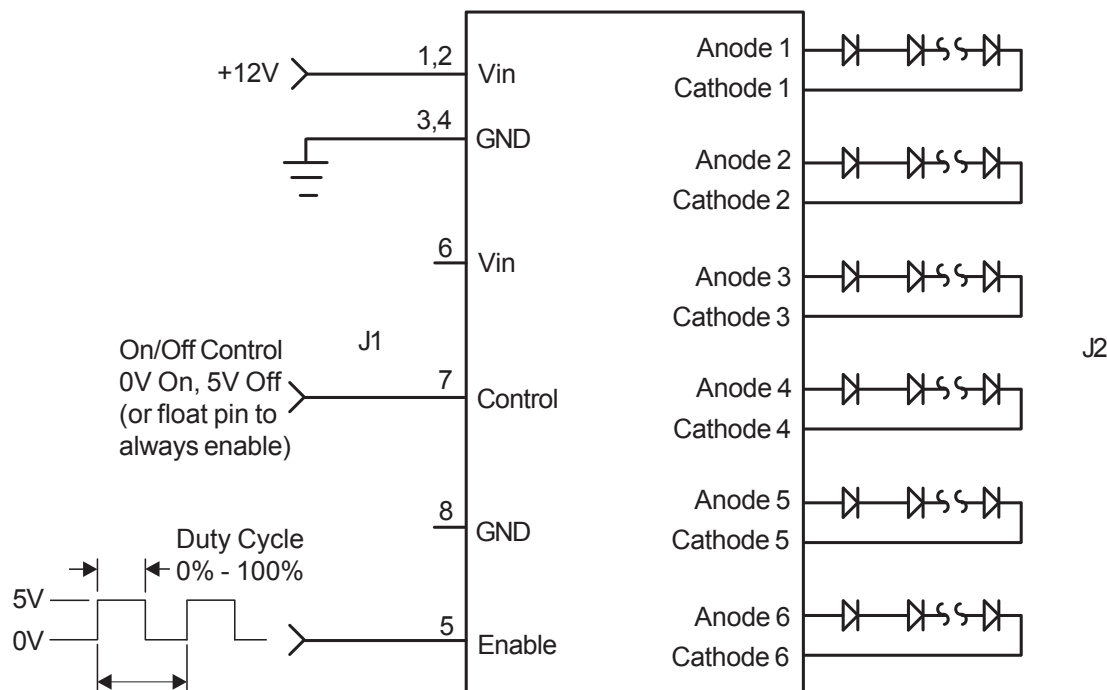 +12V
1,2
Vin
3,4
GND
6
Vin
J1
On/Off Control
0V On, 5V Off
(or float pin to
always enable)
7
Control
8
GND
Duty Cycle
0% - 100%
5V
0V
5
Enable
Anode 1
Cathode 1
Anode 2
Cathode 2
Anode 3
Cathode 3
Anode 4
Cathode 4
Anode 5
Cathode 5
Anode 6
Cathode 6
J2